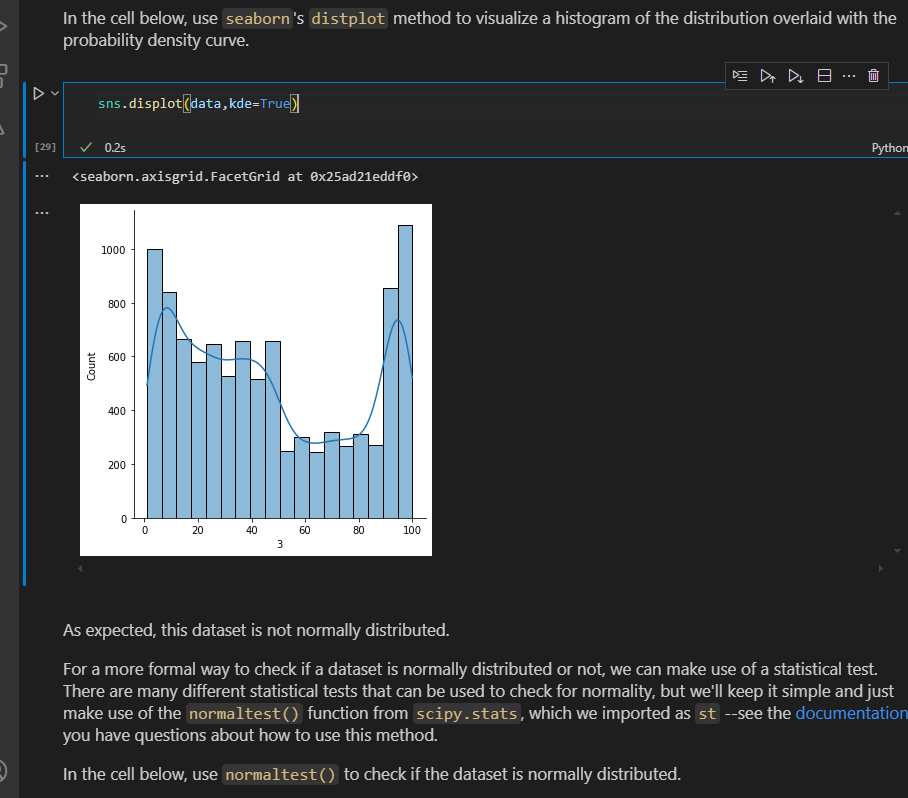 In the cell below, use seaborn's distplot method to visualize a histogram of the distribution overlaid with the
probability density curve.
sns.displot(data,kde=True)
[29]
0.2s
Python
<seaborn.axisgrid.FacetGrid at 0x25ad21eddf0>
1000
800
600
400
200
0
Count
0 20 40 60 80 100
3
As expected, this dataset is not normally distributed.
For a more formal way to check if a dataset is normally distributed or not, we can make use of a statistical test.
There are many different statistical tests that can be used to check for normality, but we'll keep it simple and just
make use of the normaltest() function from scipy.stats, which we imported as st --see the documentation
you have questions about how to use this method.
In the cell below, use normaltest() to check if the dataset is normally distributed.